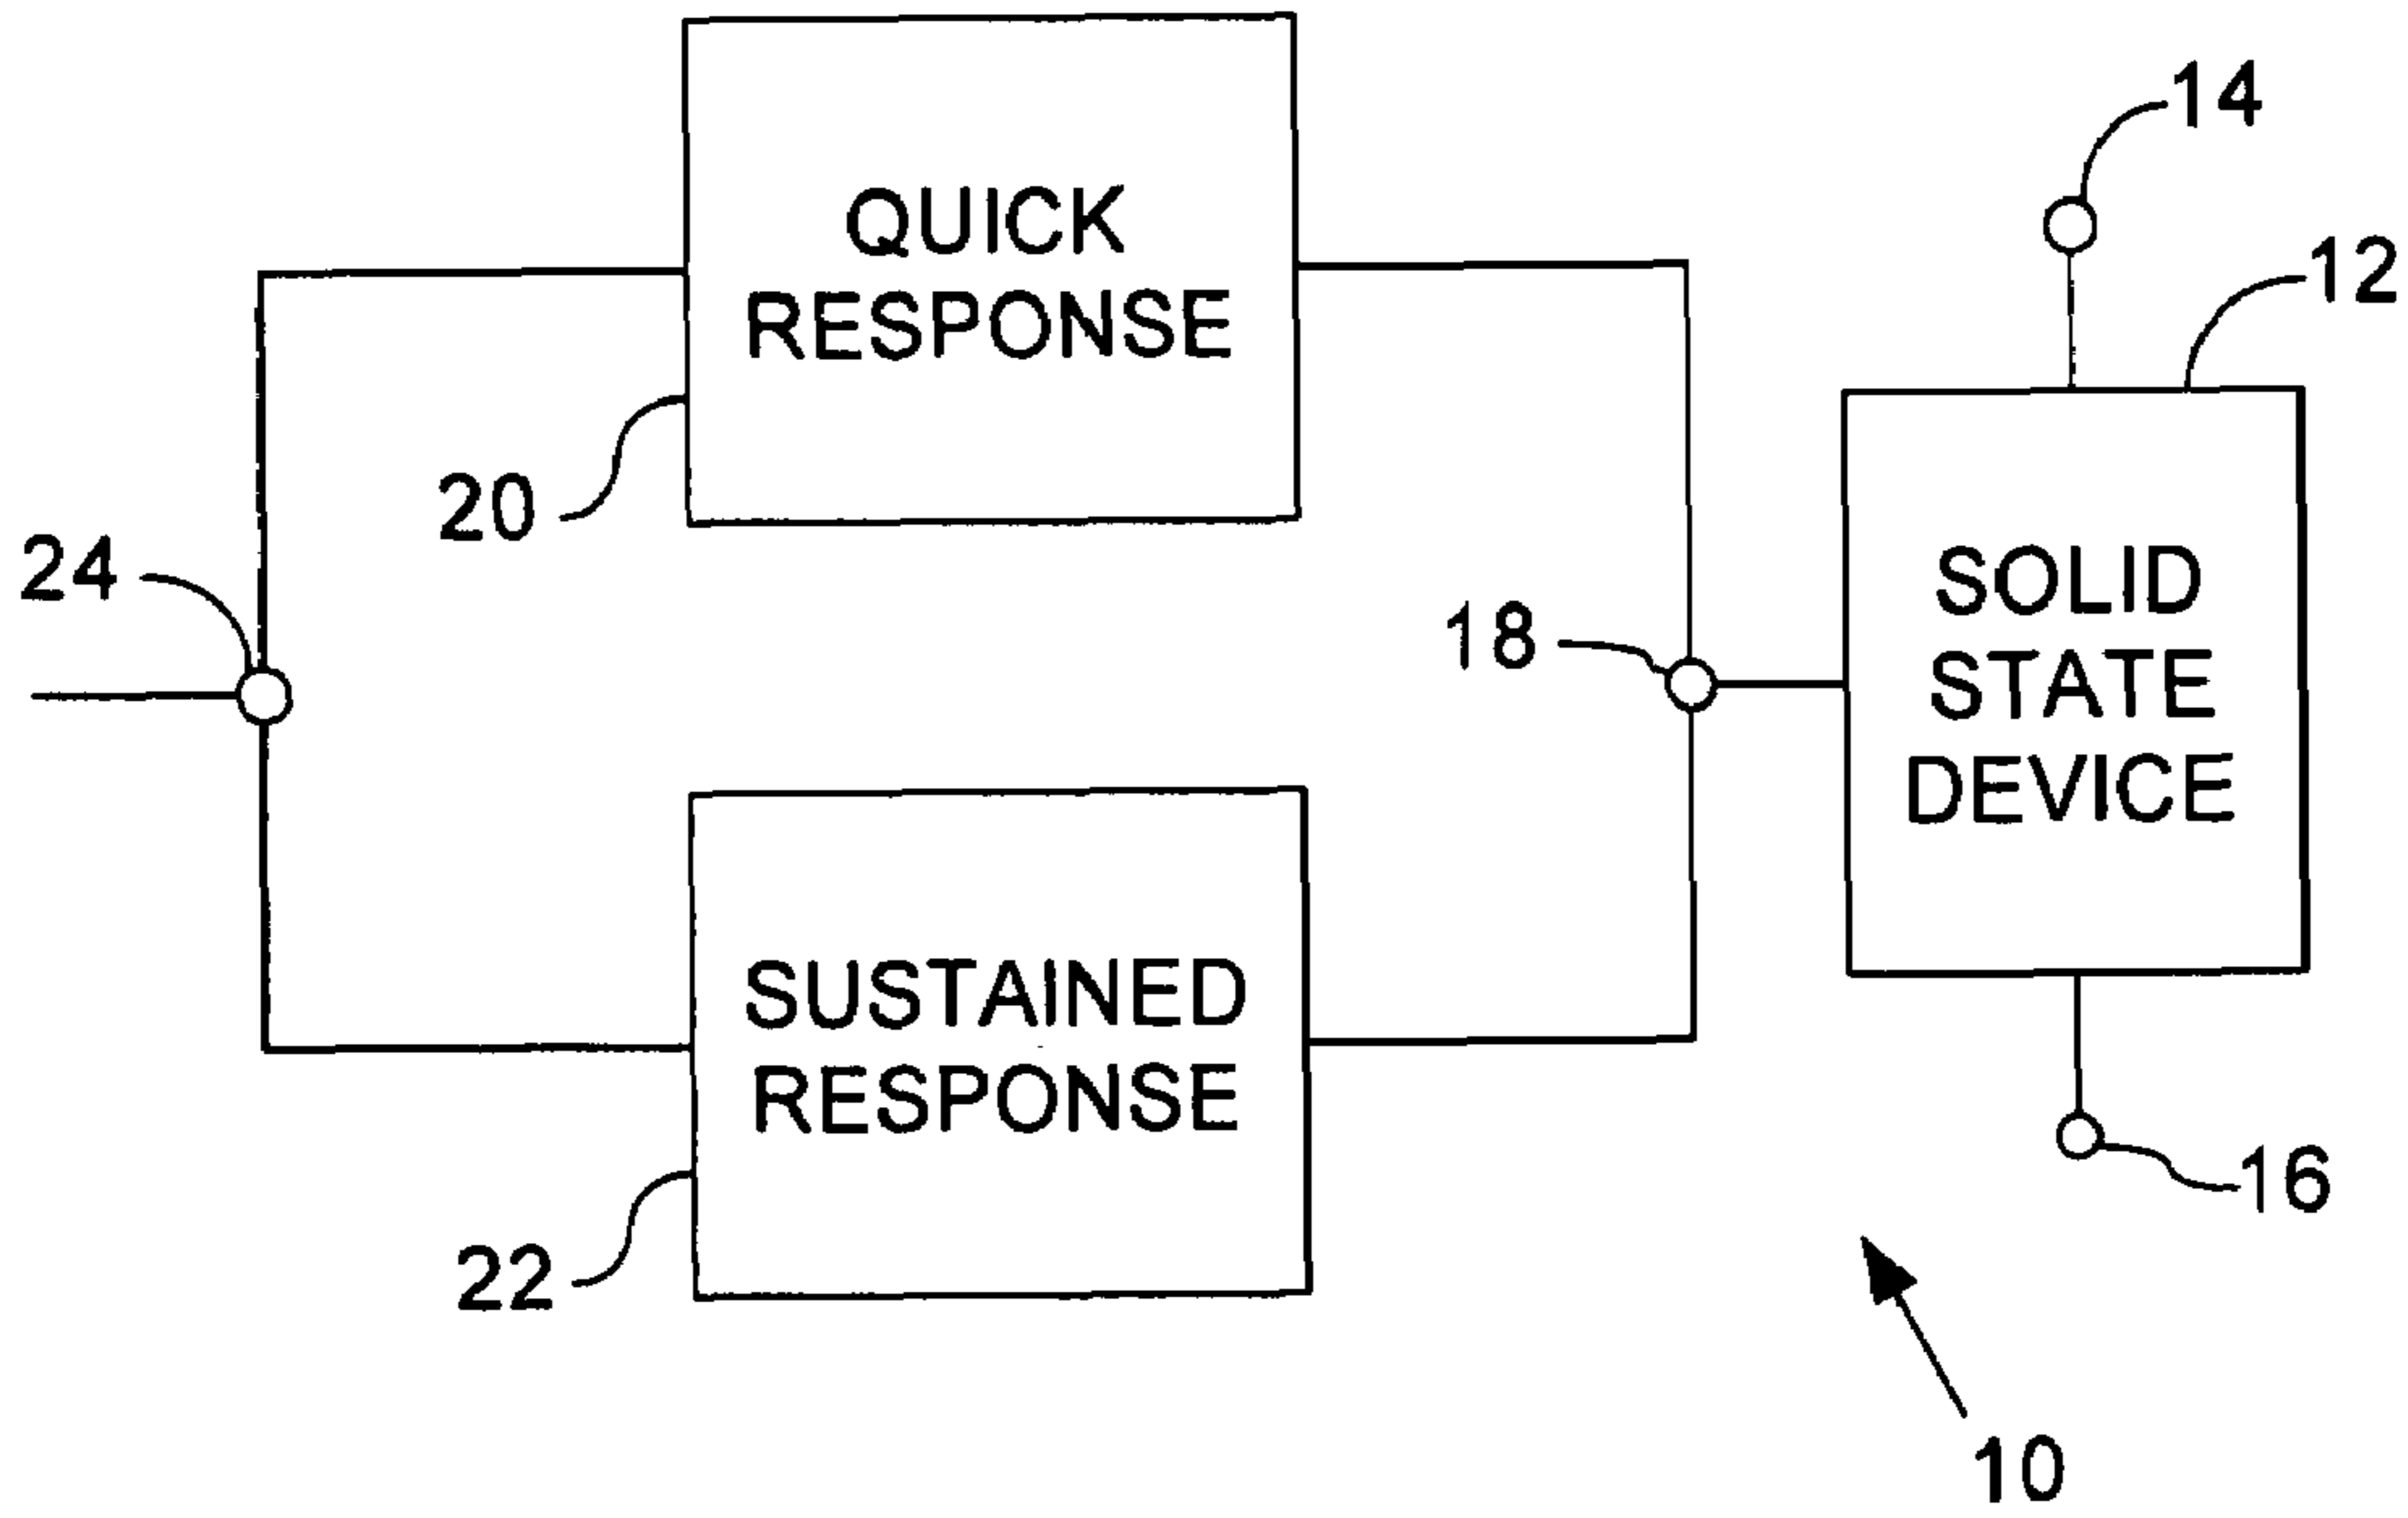 QUICK
RESPONSE
20
14
12
24
18
SOLID
STATE
DEVICE
SUSTAINED
RESPONSE
22
16
10